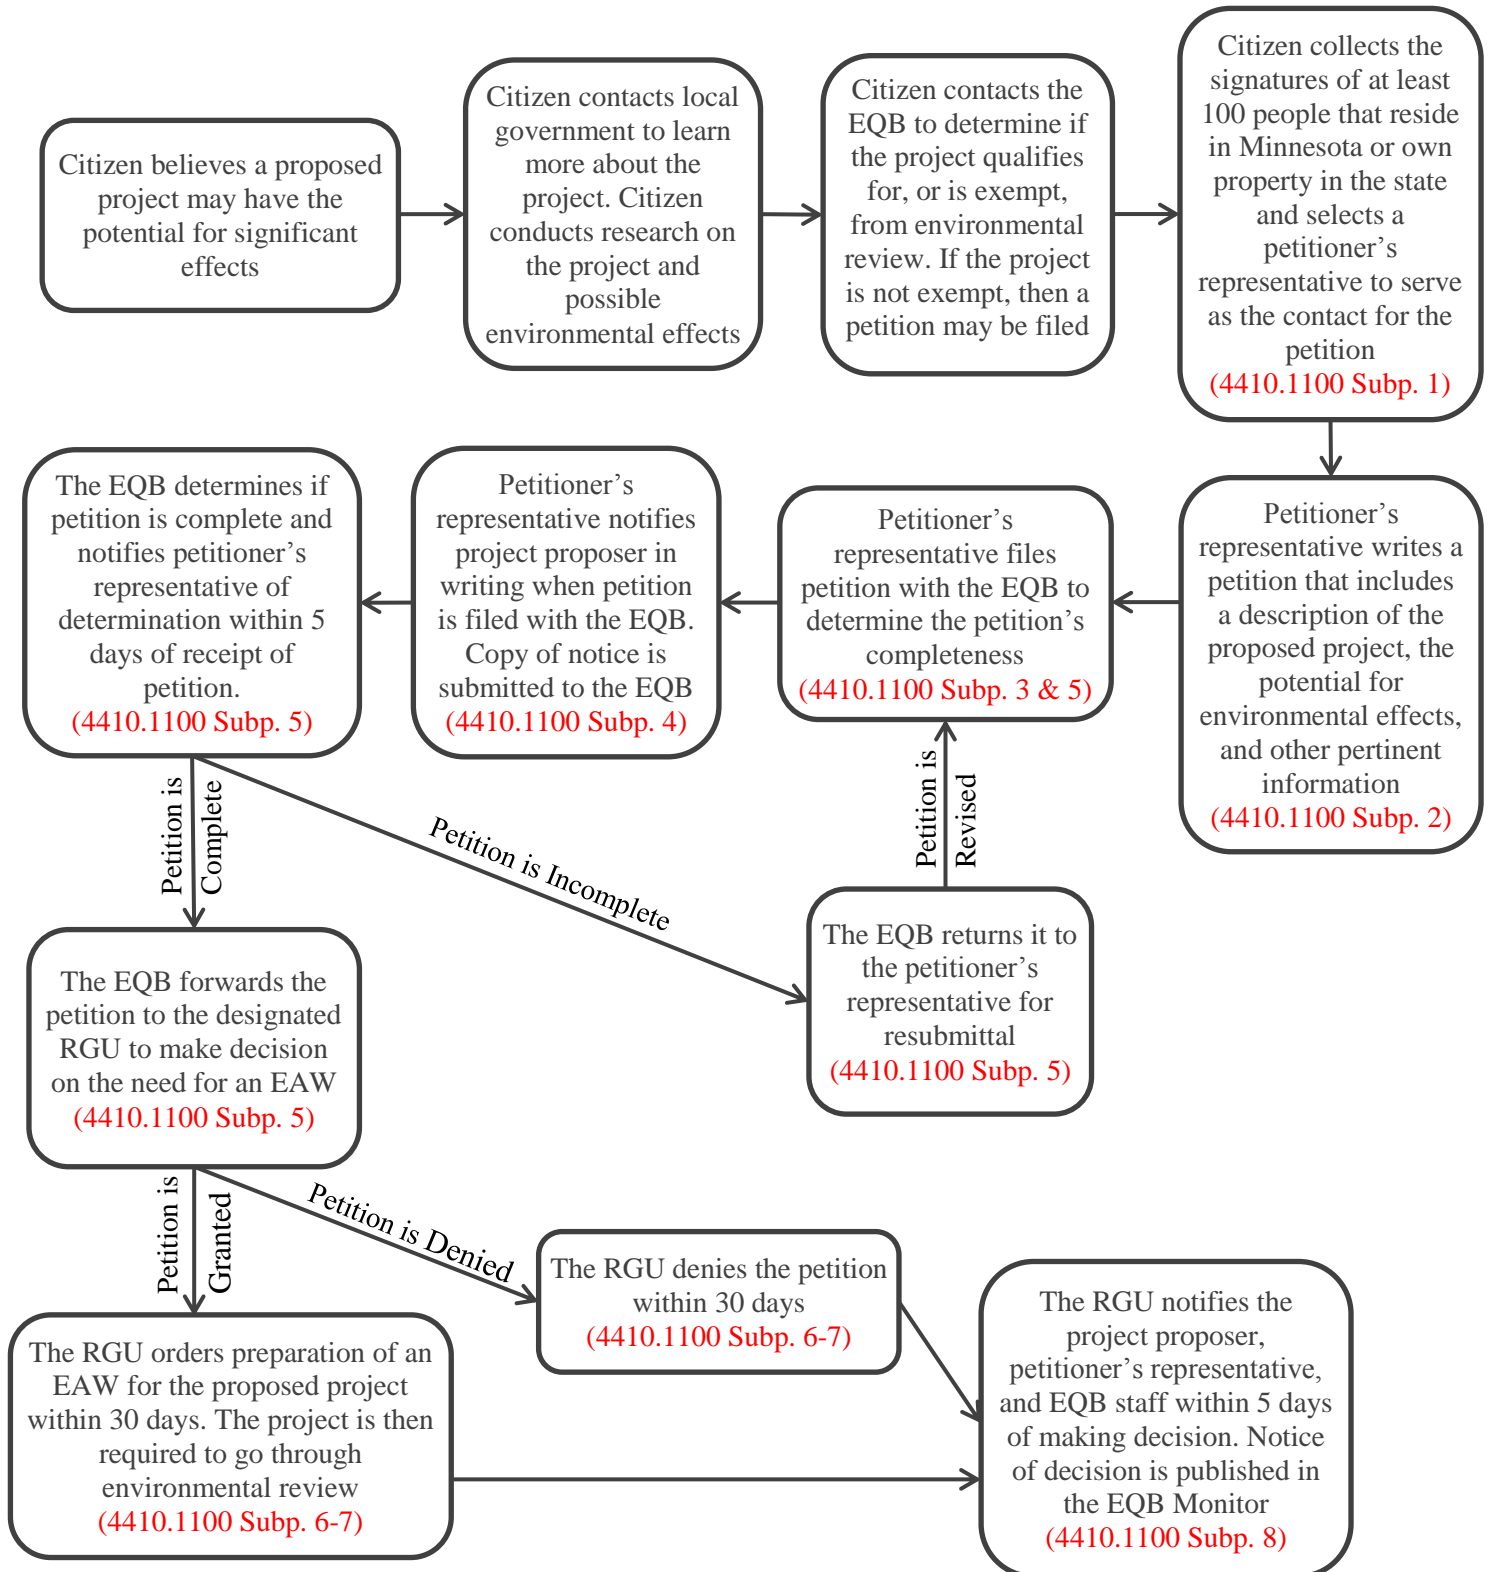 Citizen believes a proposed
project may have the
potential for significant
effects
Citizen contacts local
government to learn
more about the
project. Citizen
conducts research on
the project and
possible
environmental effects
Citizen contacts the
EQB to determine if
the project qualifies
for, or is exempt,
from environmental
review. If the project
is not exempt, then a
petition may be filed
Citizen collects the
signatures of at least
100 people that reside
in Minnesota or own
property in the state
and selects a
petitioner’s
representative to serve
as the contact for the
petition
(4410.1100 Subp. 1)
Petitioner’s
representative writes a
petition that includes
a description of the
proposed project, the
potential for
environmental effects,
and other pertinent
information
(4410.1100 Subp. 2)
Petitioner’s
representative files
petition with the EQB to
determine the petition’s
completeness
(4410.1100 Subp. 3 & 5)
Petitioner’s
representative notifies
project proposer in
writing when petition
is filed with the EQB.
Copy of notice is
submitted to the EQB
(4410.1100 Subp. 4)
The EQB determines if
petition is complete and
notifies petitioner’s
representative of
determination within 5
days of receipt of
petition.
(4410.1100 Subp. 5)
Petition is
Complete
Petition is Incomplete
Petition is
Revised
The EQB returns it to
the petitioner’s
representative for
resubmittal
(4410.1100 Subp. 5)
The EQB forwards the
petition to the designated
RGU to make decision
on the need for an EAW
(4410.1100 Subp. 5)
Petition is
Granted
Petition is Denied
The RGU denies the petition
within 30 days
(4410.1100 Subp. 6-7)
The RGU orders preparation of an
EAW for the proposed project
within 30 days. The project is then
required to go through
environmental review
(4410.1100 Subp. 6-7)
The RGU notifies the
project proposer,
petitioner’s representative,
and EQB staff within 5 days
of making decision. Notice
of decision is published in
the EQB Monitor
(4410.1100 Subp. 8)